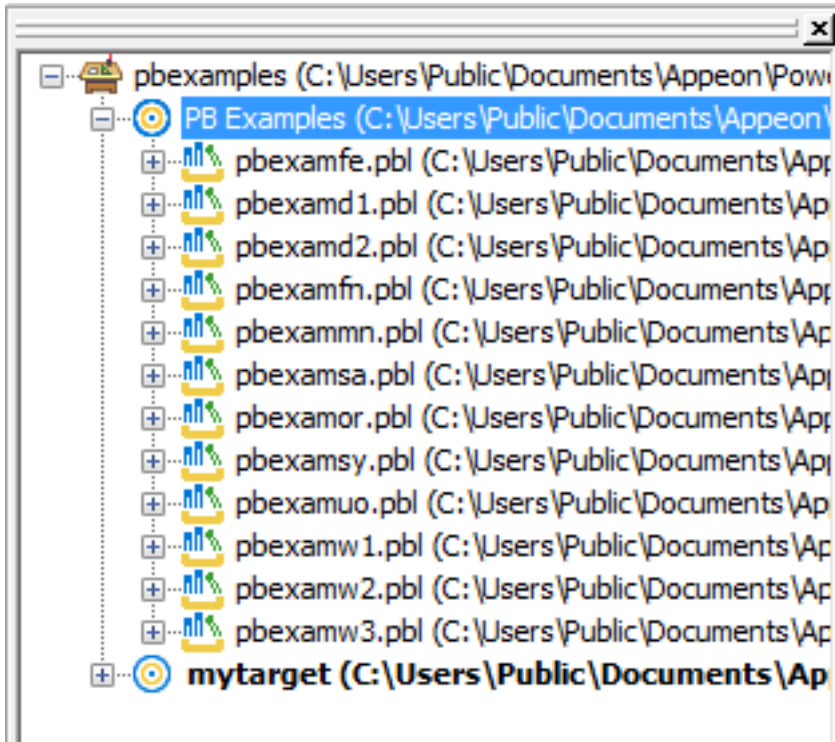 pbexamples (C:\Users\Public\Documents\Appeon\Pow
PB Examples (C:\Users\Public\Documents\Appeon\
pbexamfe.pbl (C:\Users\Public\Documents\App
pbexamd1.pbl (C:\Users\Public\Documents\Ap
pbexamd2.pbl (C:\Users\Public\Documents\Ap
pbexamfn.pbl (C:\Users\Public\Documents\App
pbexammn.pbl (C:\Users\Public\Documents\Ap
pbexamsa.pbl (C:\Users\Public\Documents\App
pbexamor.pbl (C:\Users\Public\Documents\App
pbexamsy.pbl (C:\Users\Public\Documents\App
pbexamuo.pbl (C:\Users\Public\Documents\Ap
pbexamw1.pbl (C:\Users\Public\Documents\Ap
pbexamw2.pbl (C:\Users\Public\Documents\Ap
pbexamw3.pbl (C:\Users\Public\Documents\Ap
mytarget (C:\Users\Public\Documents\Ap